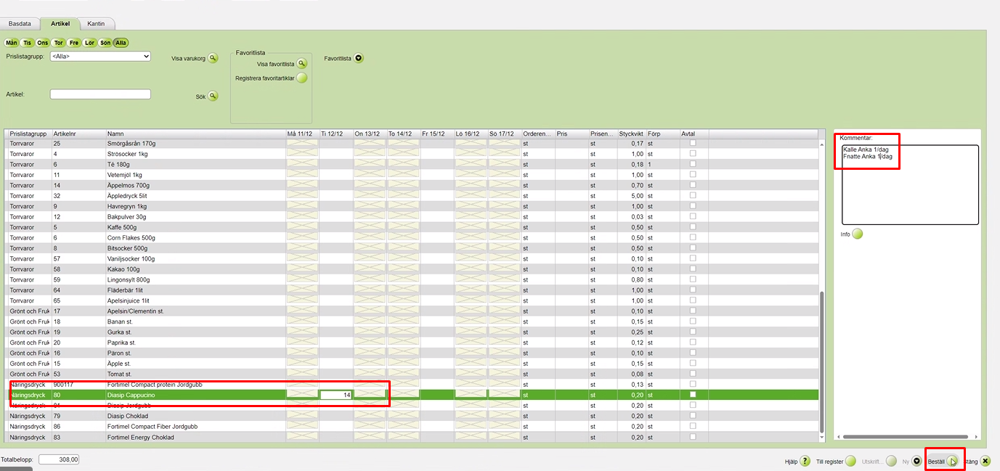 Basdata Artikel Kantin
Mån Tis Ons Tor Fre Lör Sön Alla
Prislistagrupp: <Alla> Visa varukorg Favoritlista Visa favoritlista Favoritlista
Registrera favoritartiklar
Artikel: Sök
Prislistagrupp Artikelnr Namn Må 11/12 Ti 12/12 On 13/12 To 14/12 Fr 15/12 Lö 16/12 Sö 17/12 Orderen... Pris Prisen... Styckvikt Förp Avtal
Torrvaror 25 Smörgåsrån 170g st st 0,17 st
Torrvaror 4 Strösocker 1kg st st 1,00 st
Torrvaror 6 Té 180g st st 0,18 1
Torrvaror 11 Vetemjöl 1kg st st 1,00 st
Torrvaror 14 Äppelmos 700g st st 0,70 st
Torrvaror 32 Äppledryck 5lit st st 5,00 st
Torrvaror 9 Havregryn 1kg st st 1,00 st
Torrvaror 12 Bakpulver 30g st st 0,03 st
Torrvaror 5 Kaffe 500g st st 0,50 st
Torrvaror 6 Corn Flakes 500g st st 0,50 st
Torrvaror 8 Bitsocker 500g st st 0,50 st
Torrvaror 57 Vaniljsocker 100g st st 0,10 st
Torrvaror 58 Kakao 100g st st 0,10 st
Torrvaror 59 Lingonsylt 800g st st 0,80 st
Torrvaror 64 Fläderbär 1lit st st 1,00 st
Torrvaror 65 Apelsinjuice 1lit st st 1,00 st
Grönt och Fruk 17 Apelsin/Clementin st. st st 0,10 st
Grönt och Fruk 18 Banan st. st st 0,15 st
Grönt och Fruk 19 Gurka st. st st 0,25 st
Grönt och Fruk 20 Paprika st. st st 0,12 st
Grönt och Fruk 16 Päron st. st st 0,10 st
Grönt och Fruk 15 Äpple st. st st 0,15 st
Grönt och Fruk 53 Tomat st. st st 0,08 st
Näringsdryck 900117 Fortimel Compact protein Jordgubb st st 0,13 st
Näringsdryck 80 Diasip Cappucino 14 st st 0,20 st
Näringsdryck 81 Diasip Jordgubb st st 0,20 st
Näringsdryck 79 Diasip Choklad st st 0,20 st
Näringsdryck 86 Fortimel Compact Fiber Jordgubb st st 0,20 st
Näringsdryck 83 Fortimel Energy Choklad st st 0,20 st
Kommentar:
Kalle Anka 1/dag
Fnatte Anka 1/dag
Info
Totalbelopp: 308,00 Hjälp ? Till register Utskrift... Ny Beställ Stäng